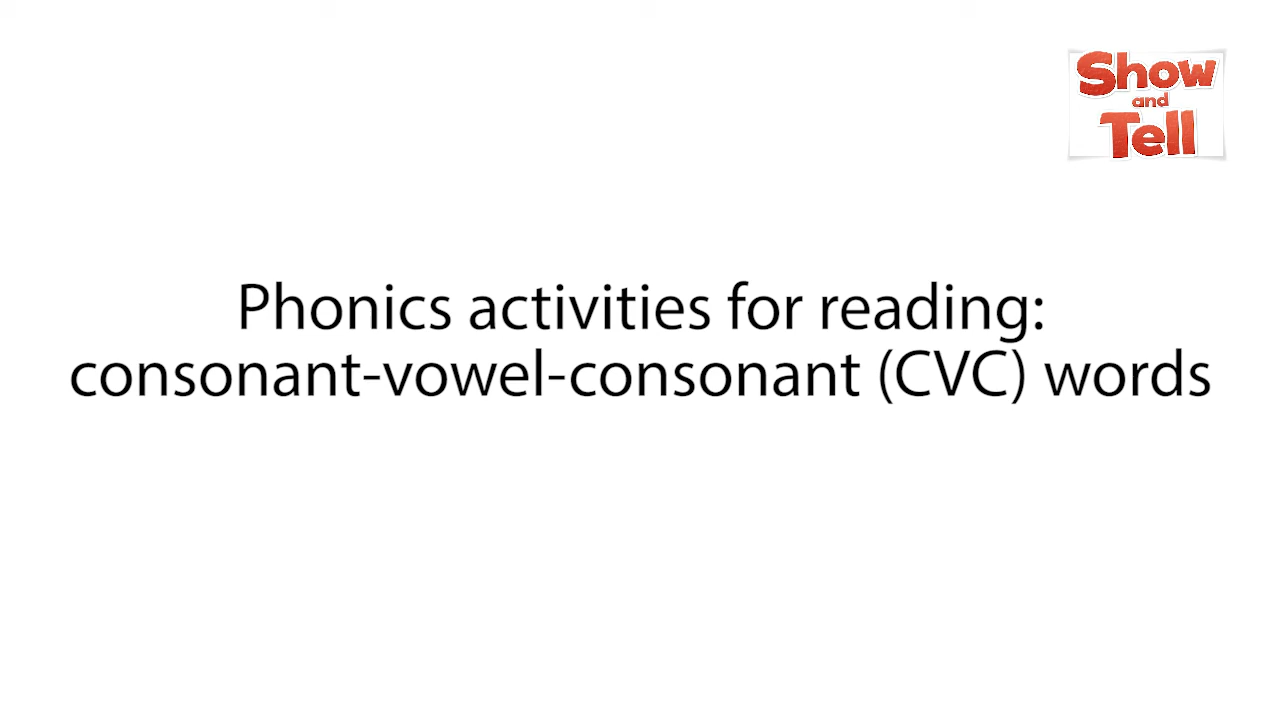 Show
and
Tell
Phonics activities for reading:
consonant-vowel-consonant (CVC) words